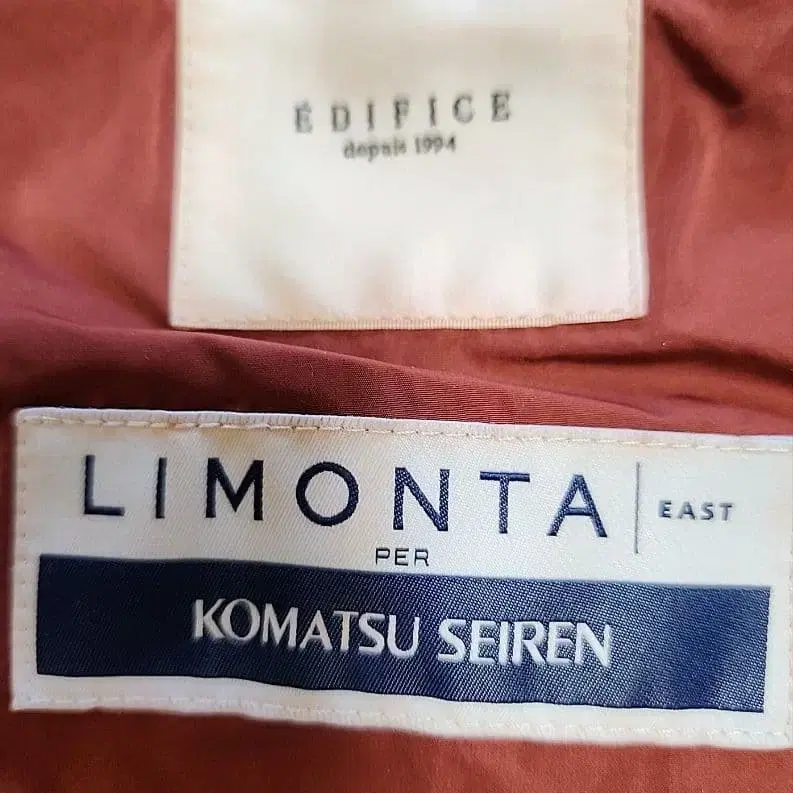 ÉDIFICE
depuis 1994
LIMONTA | EAST
PER
KOMATSU SEIREN